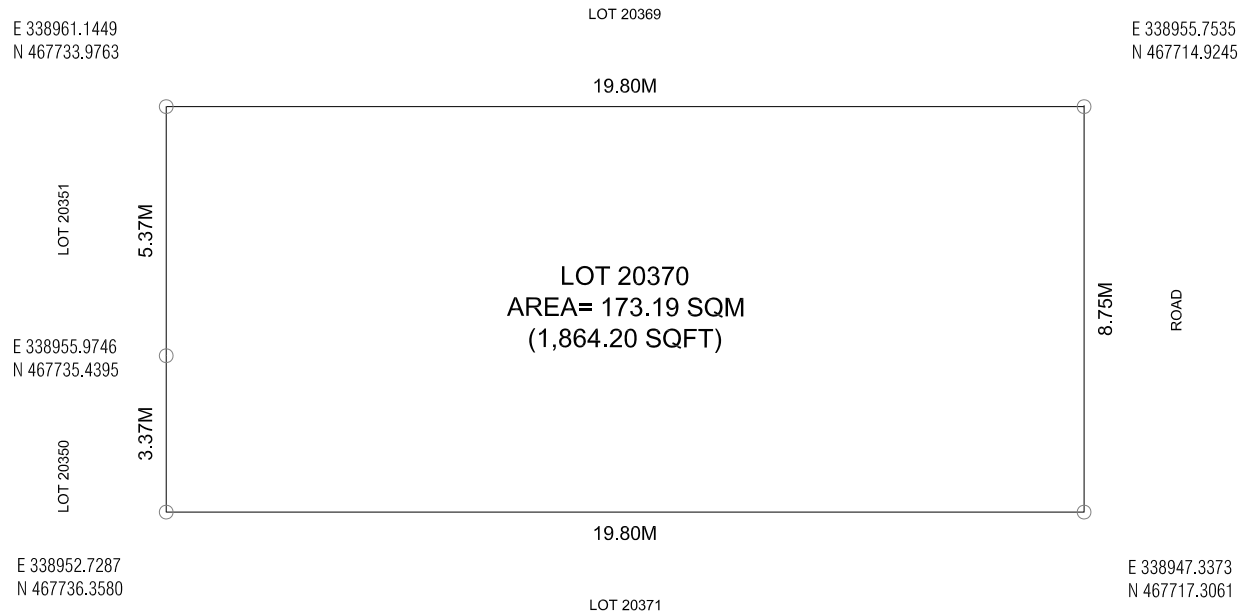 LOT 20369
E 338961.1449
N 467733.9763
E 338955.7535
N 467714.9245
19.80M
LOT 20351
5.37M
LOT 20370
AREA= 173.19 SQM
(1,864.20 SQFT)
8.75M
ROAD
E 338955.9746
N 467735.4395
3.37M
LOT 20350
19.80M
E 338952.7287
N 467736.3580
E 338947.3373
N 467717.3061
LOT 20371